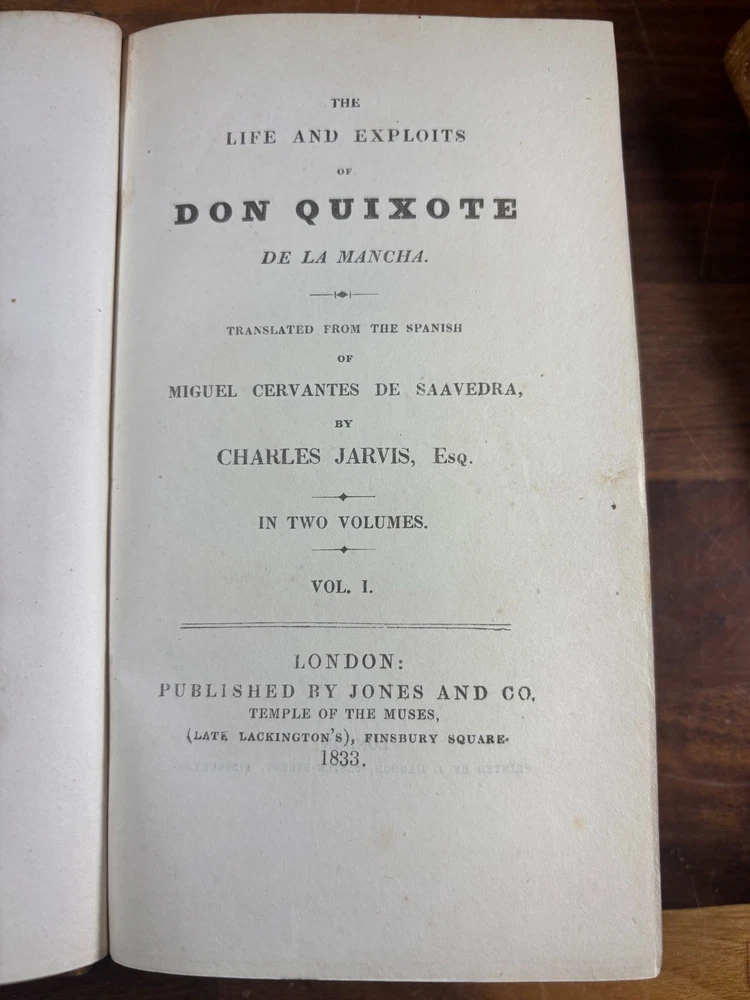 THE
LIFE AND EXPLOITS
OF
DON QUIXOTE
DE LA MANCHA.
TRANSLATED FROM THE SPANISH
OF
MIGUEL CERVANTES DE SAAVEDRA,
BY
CHARLES JARVIS, Esq.
IN TWO VOLUMES.
VOL. I.
LONDON:
PUBLISHED BY JONES AND CO.
TEMPLE OF THE MUSES,
(LATE LACKINGTON'S), FINSBURY SQUARE.
1833.